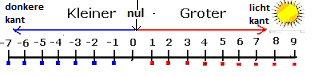 donkere kant
Kleiner nul Groter
licht kant
-7 -6 -5 -4 -3 -2 -1 0 1 2 3 4 5 6 7 8 9